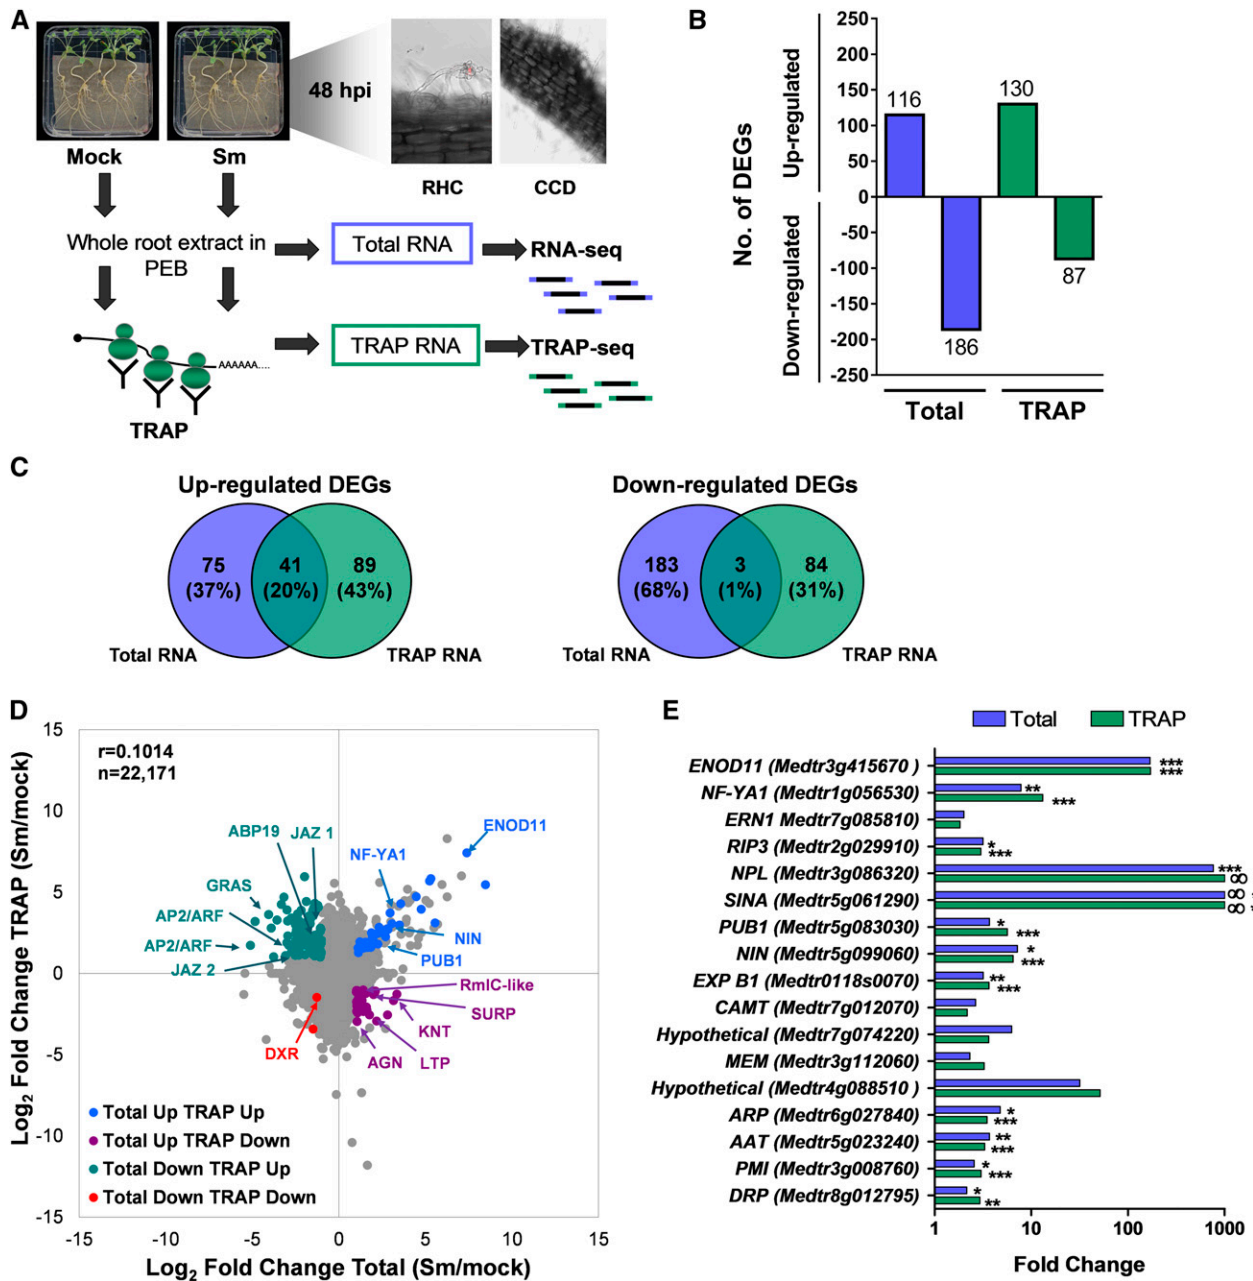 A
48 hpi
Mock
Sm
RHC
CCD
Whole root extract in
PEB
Total RNA
RNA-seq
TRAP RNA
TRAP-seq
AAAAAA....
TRAP
B
No. of DEGs
Up-regulated
Down-regulated
250
200
150
100
50
0
-50
-100
-150
-200
-250
116
186
130
87
Total
TRAP
C
Up-regulated DEGs
75
(37%)
41
(20%)
89
(43%)
Total RNA
TRAP RNA
Down-regulated DEGs
183
(68%)
3
(1%)
84
(31%)
Total RNA
TRAP RNA
D
Log2 Fold Change TRAP (Sm/mock)
15
10
5
0
-5
-10
-15
r=0.1014
n=22,171
ABP19
JAZ 1
ENOD11
NF-YA1
GRAS
AP2/ARF
AP2/ARF
JAZ 2
NIN
PUB1
RmlC-like
SURP
KNT
LTP
AGN
DXR
Total Up TRAP Up
Total Up TRAP Down
Total Down TRAP Up
Total Down TRAP Down
-15
-10
-5
0
5
10
15
Log2 Fold Change Total (Sm/mock)
E
Total
TRAP
ENOD11 (Medtr3g415670 )
***
***
NF-YA1 (Medtr1g056530)
**
***
ERN1 Medtr7g085810)
RIP3 (Medtr2g029910)
*
***
NPL (Medtr3g086320)
***
∞
SINA (Medtr5g061290)
∞ *
∞ *
PUB1 (Medtr5g083030)
*
***
NIN (Medtr5g099060)
*
***
EXP B1 (Medtr0118s0070)
**
***
CAMT (Medtr7g012070)
Hypothetical (Medtr7g074220)
MEM (Medtr3g112060)
Hypothetical (Medtr4g088510 )
ARP (Medtr6g027840)
*
***
AAT (Medtr5g023240)
**
***
PMI (Medtr3g008760)
*
***
DRP (Medtr8g012795)
*
**
1
10
100
1000
Fold Change